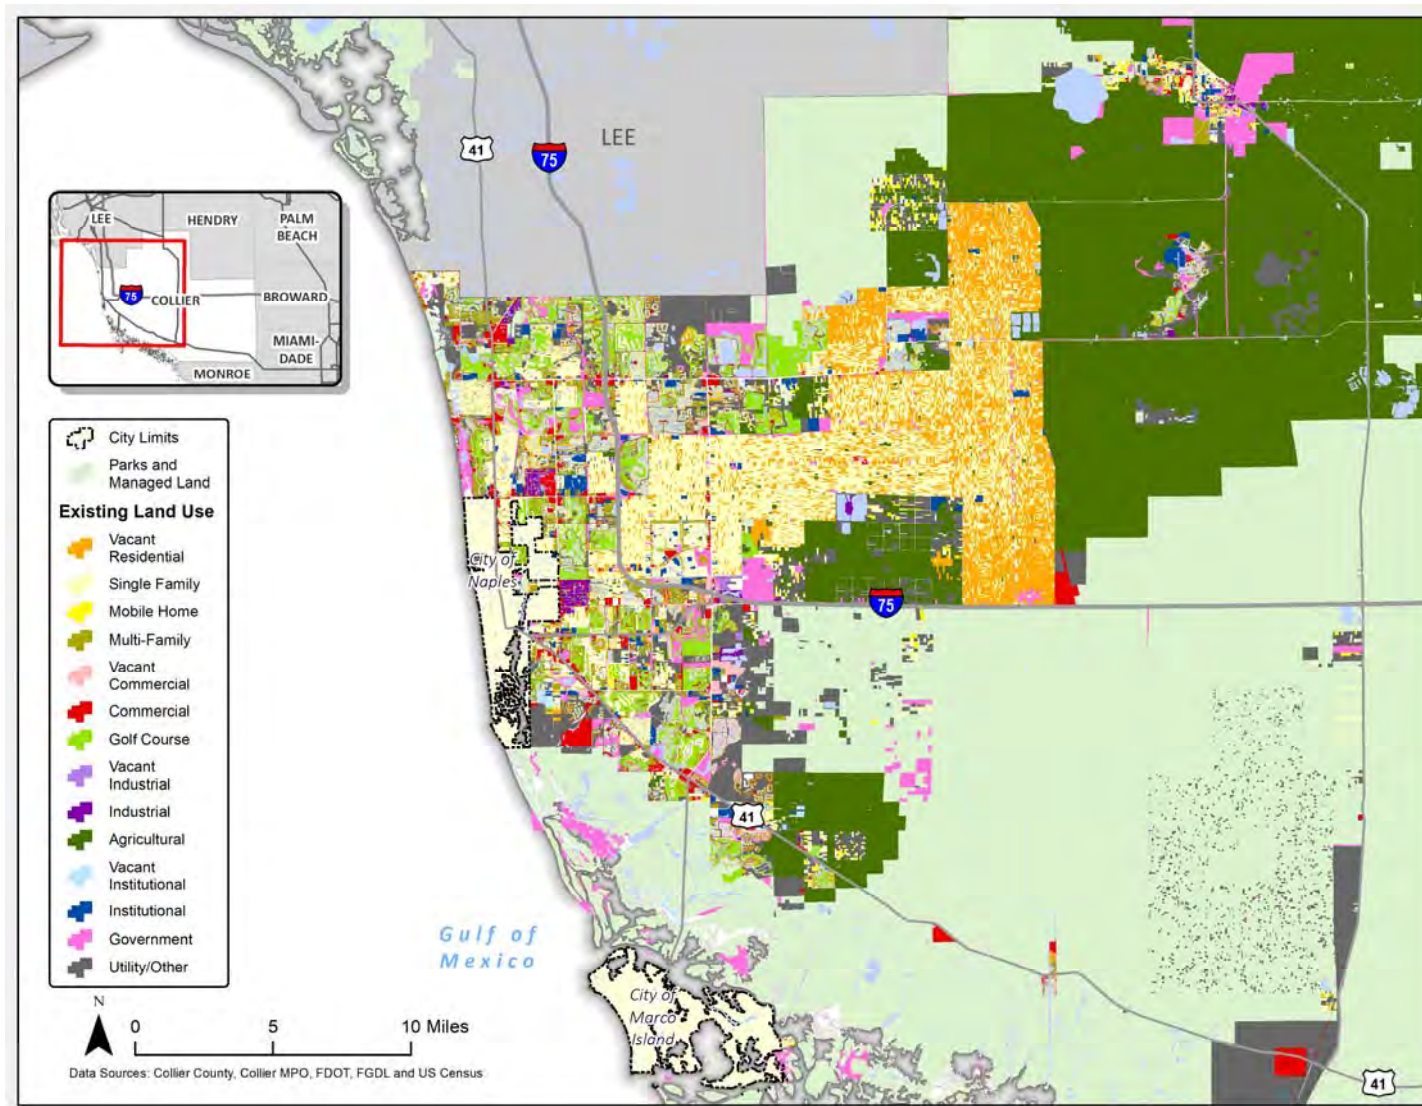 41
75
LEE
LEE
HENDRY
PALM
BEACH
75
COLLIER
BROWARD
MIAMI-
DADE
MONROE
City Limits
Parks and
Managed Land
Existing Land Use
Vacant
Residential
Single Family
Mobile Home
Multi-Family
Vacant
Commercial
Commercial
Golf Course
Vacant
Industrial
Industrial
Agricultural
Vacant
Institutional
Institutional
Government
Utility/Other
City of
Naples
75
41
Gulf of
Mexico
City of
Marco
Island
41
N
0 5 10 Miles
Data Sources: Collier County, Collier MPO, FDOT, FGDL and US Census